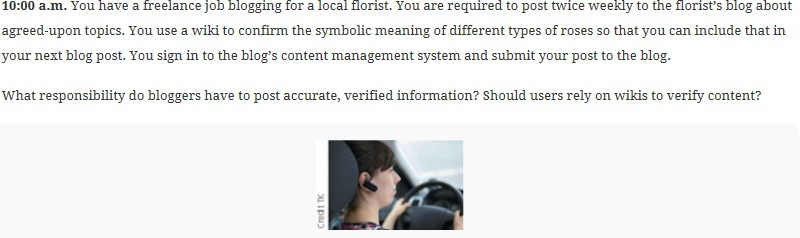 10:00 a.m. You have a freelance job blogging for a local florist. You are required to post twice weekly to the florist's blog about
agreed-upon topics. You use a wiki to confirm the symbolic meaning of different types of roses so that you can include that in
your next blog post. You sign in to the blog's content management system and submit your post to the blog.
What responsibility do bloggers have to post accurate, verified information? Should users rely on wikis to verify content?
Credit TK